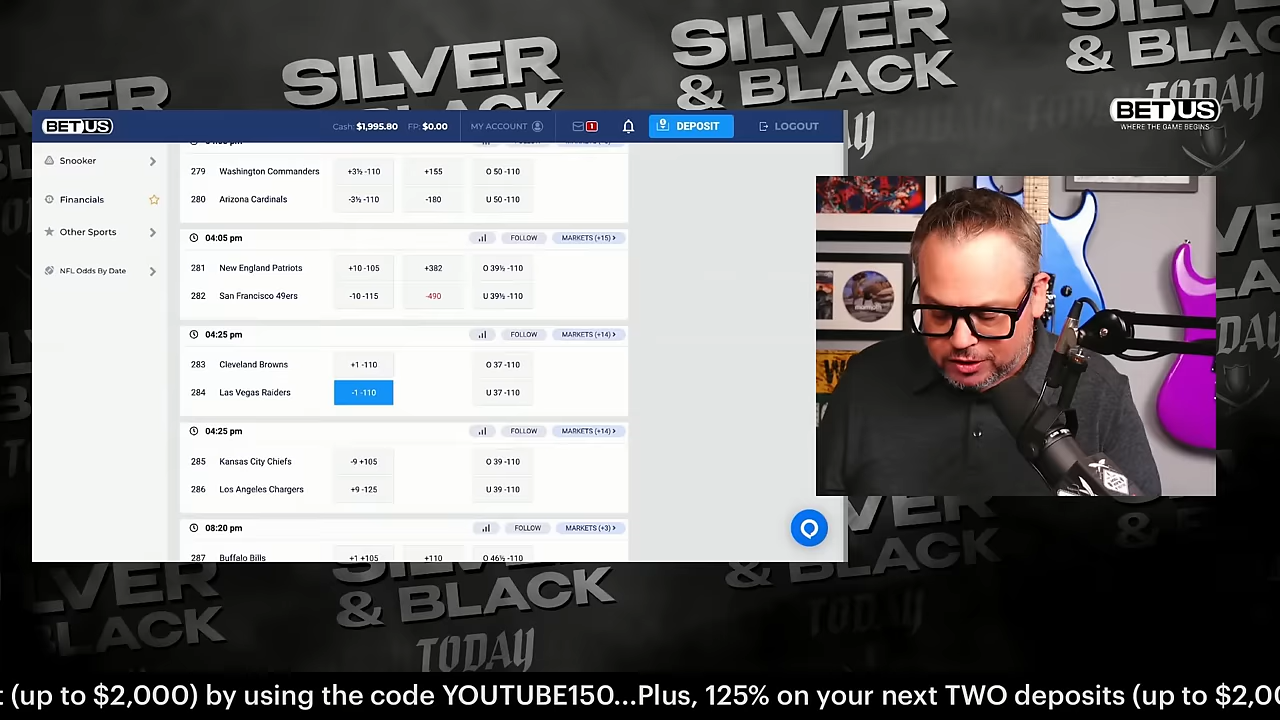 SILVER
& BLACK
SILVER
& BLACK
TODAY
BETUS
WHERE THE GAME BEGINS
BETUS
Cash: $1,995.80 FP: $0.00
MY ACCOUNT
1
DEPOSIT
LOGOUT
Snooker
Financials
Other Sports
NFL Odds By Date
279 Washington Commanders +3½ -110 +155 O 50 -110
280 Arizona Cardinals -3½ -110 -180 U 50 -110
04:05 pm FOLLOW MARKETS (+15)
281 New England Patriots +10 -105 +382 O 39½ -110
282 San Francisco 49ers -10 -115 -490 U 39½ -110
04:25 pm FOLLOW MARKETS (+14)
283 Cleveland Browns +1 -110 O 37 -110
284 Las Vegas Raiders -1 -110 U 37 -110
04:25 pm FOLLOW MARKETS (+14)
285 Kansas City Chiefs -9 +105 O 39 -110
286 Los Angeles Chargers +9 -125 U 39 -110
08:20 pm FOLLOW MARKETS (+3)
287 Buffalo Bills +1 +105 +110 O 46½ -110
& BLACK
TODAY
(up to $2,000) by using the code YOUTUBE150...Plus, 125% on your next TWO deposits (up to $2,00